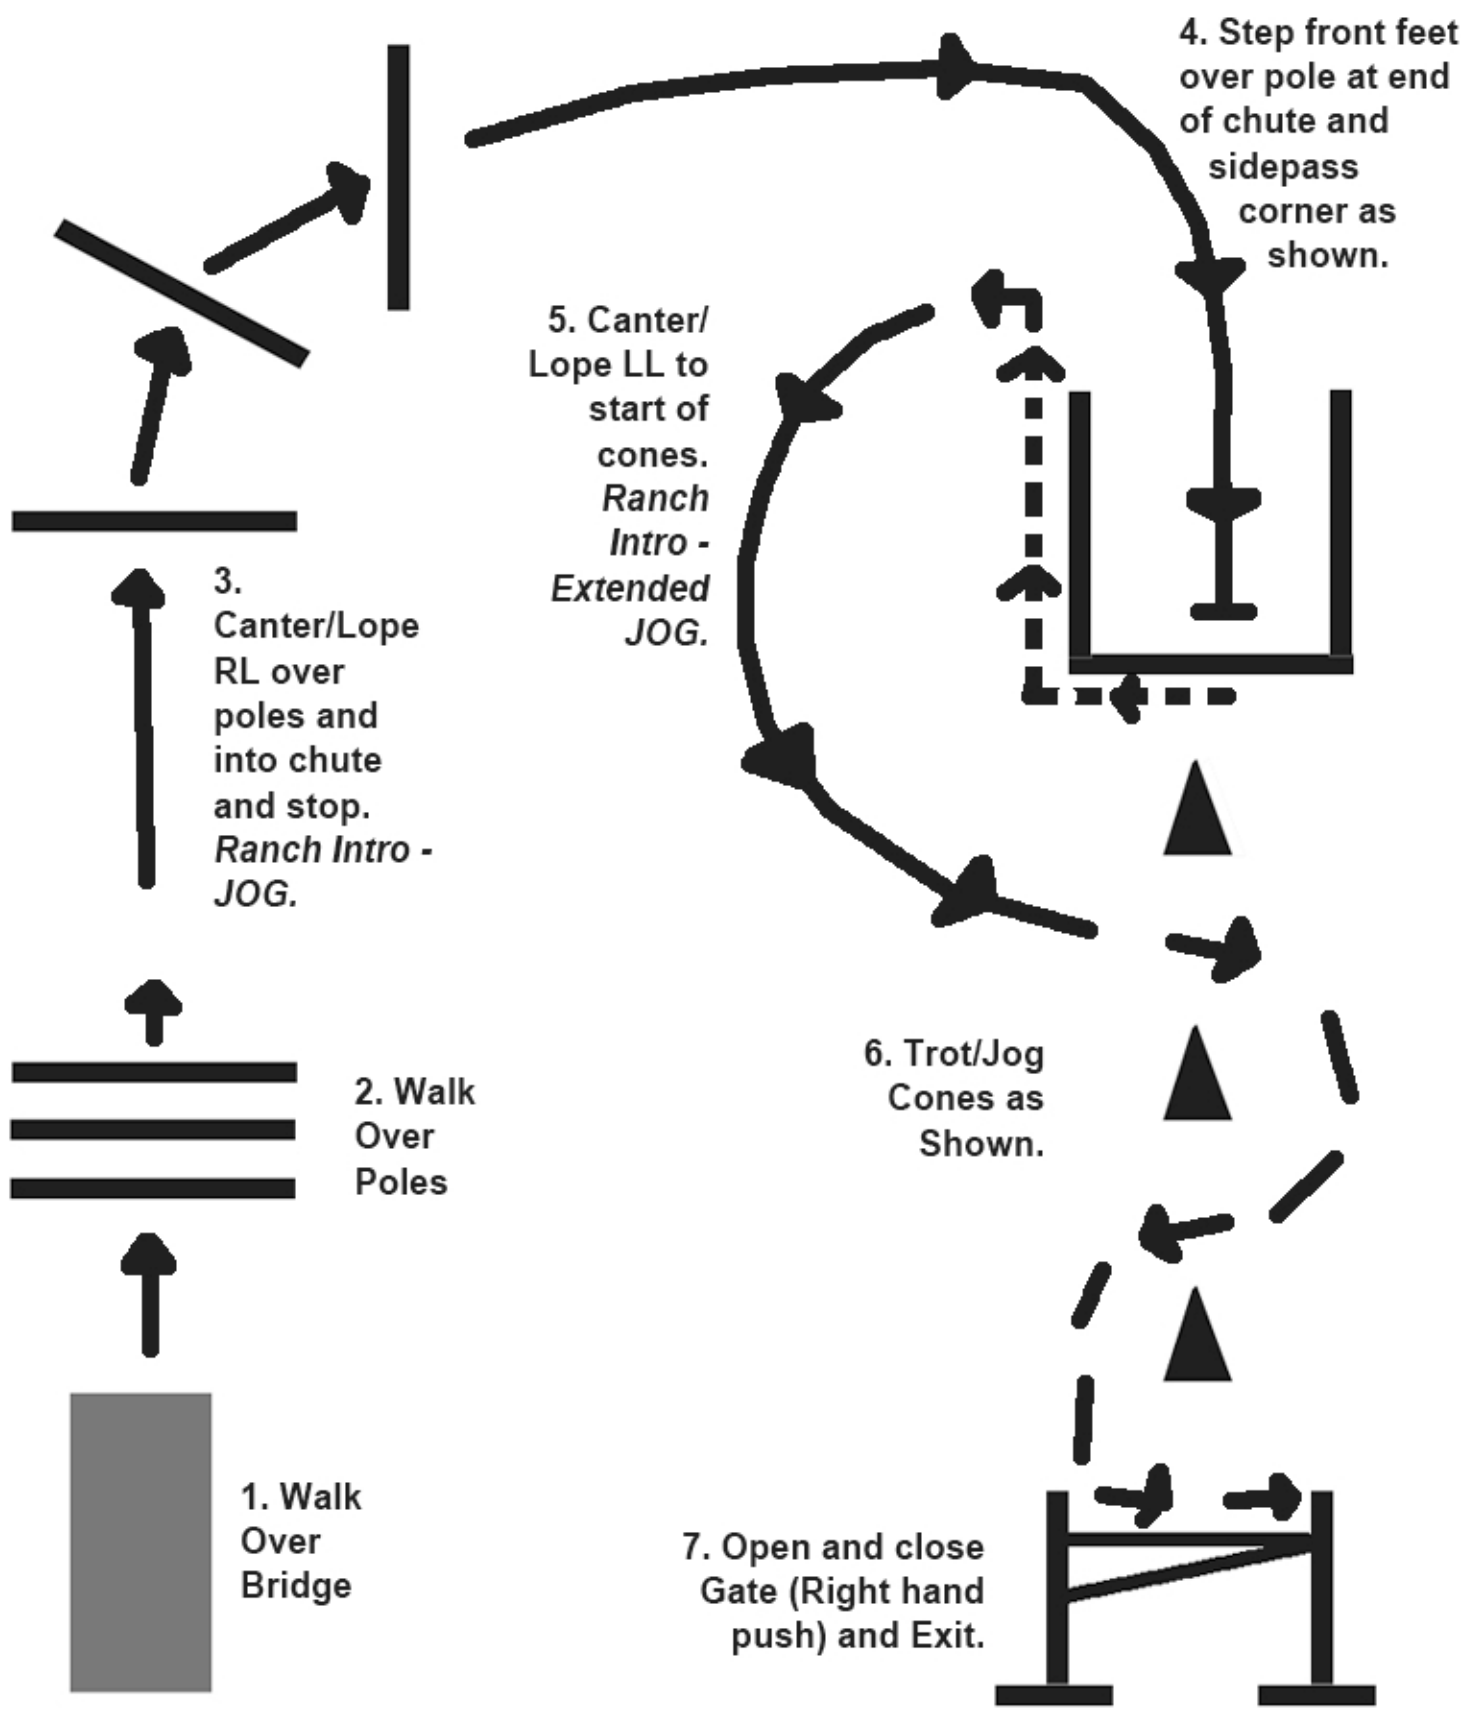 1. Walk
Over
Bridge
2. Walk
Over
Poles
3.
Canter/Lope
RL over
poles and
into chute
and stop.
Ranch Intro -
JOG.
4. Step front feet
over pole at end
of chute and
sidepass
corner as
shown.
5. Canter/
Lope LL to
start of
cones.
Ranch
Intro -
Extended
JOG.
6. Trot/Jog
Cones as
Shown.
7. Open and close
Gate (Right hand
push) and Exit.